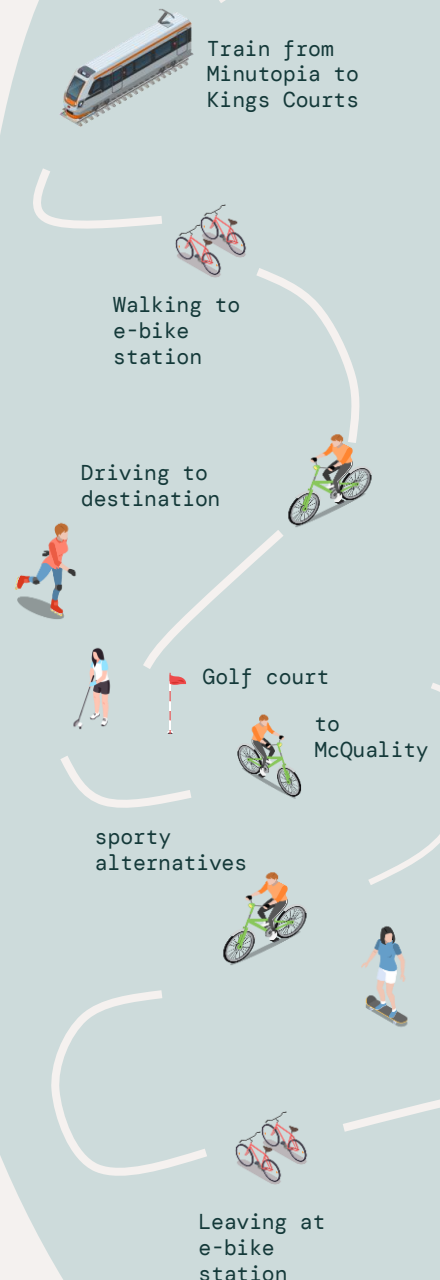 Train from
Minutopia to
Kings Courts
Walking to
e-bike
station
Driving to
destination
Golf court
to
McQuality
sporty
alternatives
Leaving at
e-bike
station